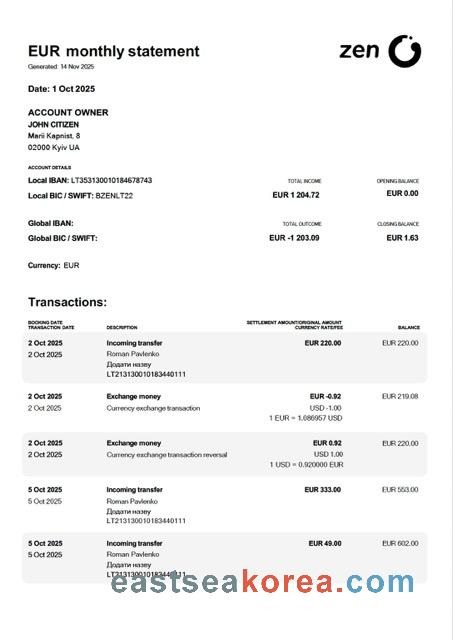 EUR monthly statement
zen
Generated: 14 Nov 2025
Date: 1 Oct 2025
ACCOUNT OWNER
JOHN CITIZEN
Marii Kapnist, 8
02000 Kyiv UA
ACCOUNT DETAILS
Local IBAN: LT353130010184678743
TOTAL INCOME
OPENING BALANCE
Local BIC / SWIFT: BZENLT22
EUR 1 204.72
EUR 0.00
Global IBAN:
TOTAL OUTCOME
CLOSING BALANCE
Global BIC / SWIFT:
EUR -1 203.09
EUR 1.63
Currency: EUR
Transactions:
BOOKING DATE
TRANSACTION DATE
DESCRIPTION
SETTLEMENT AMOUNT/ORIGINAL AMOUNT
CURRENCY RATE/FEE
BALANCE
2 Oct 2025 Incoming transfer EUR 220.00 EUR 220.00
2 Oct 2025 Roman Pavlenko
Додати назву
LT213130010183440111
2 Oct 2025 Exchange money EUR -0.92 EUR 219.08
2 Oct 2025 Currency exchange transaction USD -1.00
1 EUR = 1.086957 USD
2 Oct 2025 Exchange money EUR 0.92 EUR 220.00
2 Oct 2025 Currency exchange transaction reversal USD 1.00
1 USD = 0.920000 EUR
5 Oct 2025 Incoming transfer EUR 333.00 EUR 553.00
5 Oct 2025 Roman Pavlenko
Додати назву
LT213130010183440111
5 Oct 2025 Incoming transfer EUR 49.00 EUR 602.00
5 Oct 2025 Roman Pavlenko
Додати назву
LT213130010183440111
eastseakorea.com